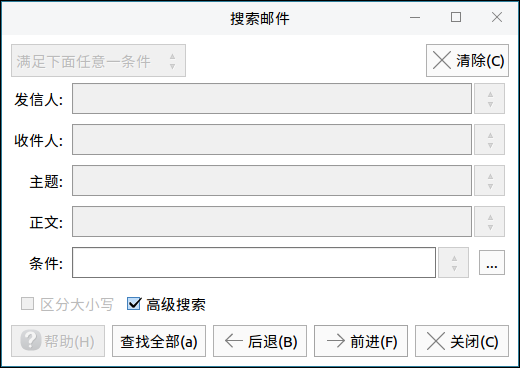 搜索邮件
满足下面任意一条件
清除(C)
发信人:
收件人:
主题:
正文:
条件:
...
区分大小写 高级搜索
帮助(H) 查找全部(a) 后退(B) 前进(F) 关闭(C)